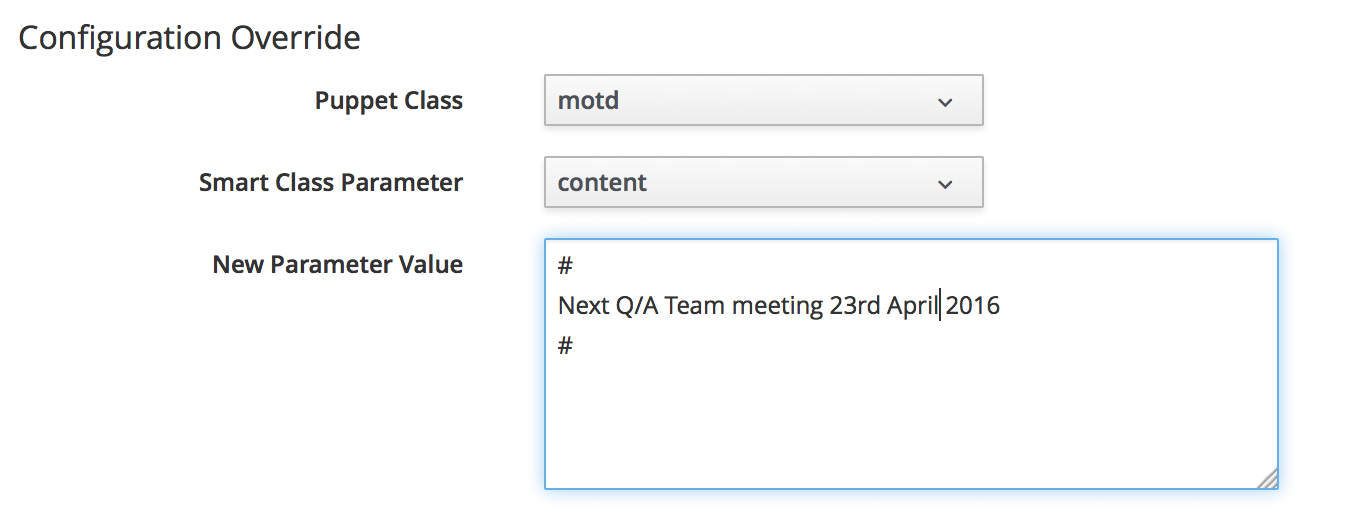 Configuration Override
Puppet Class
motd
Smart Class Parameter
content
New Parameter Value
#
Next Q/A Team meeting 23rd April 2016
#